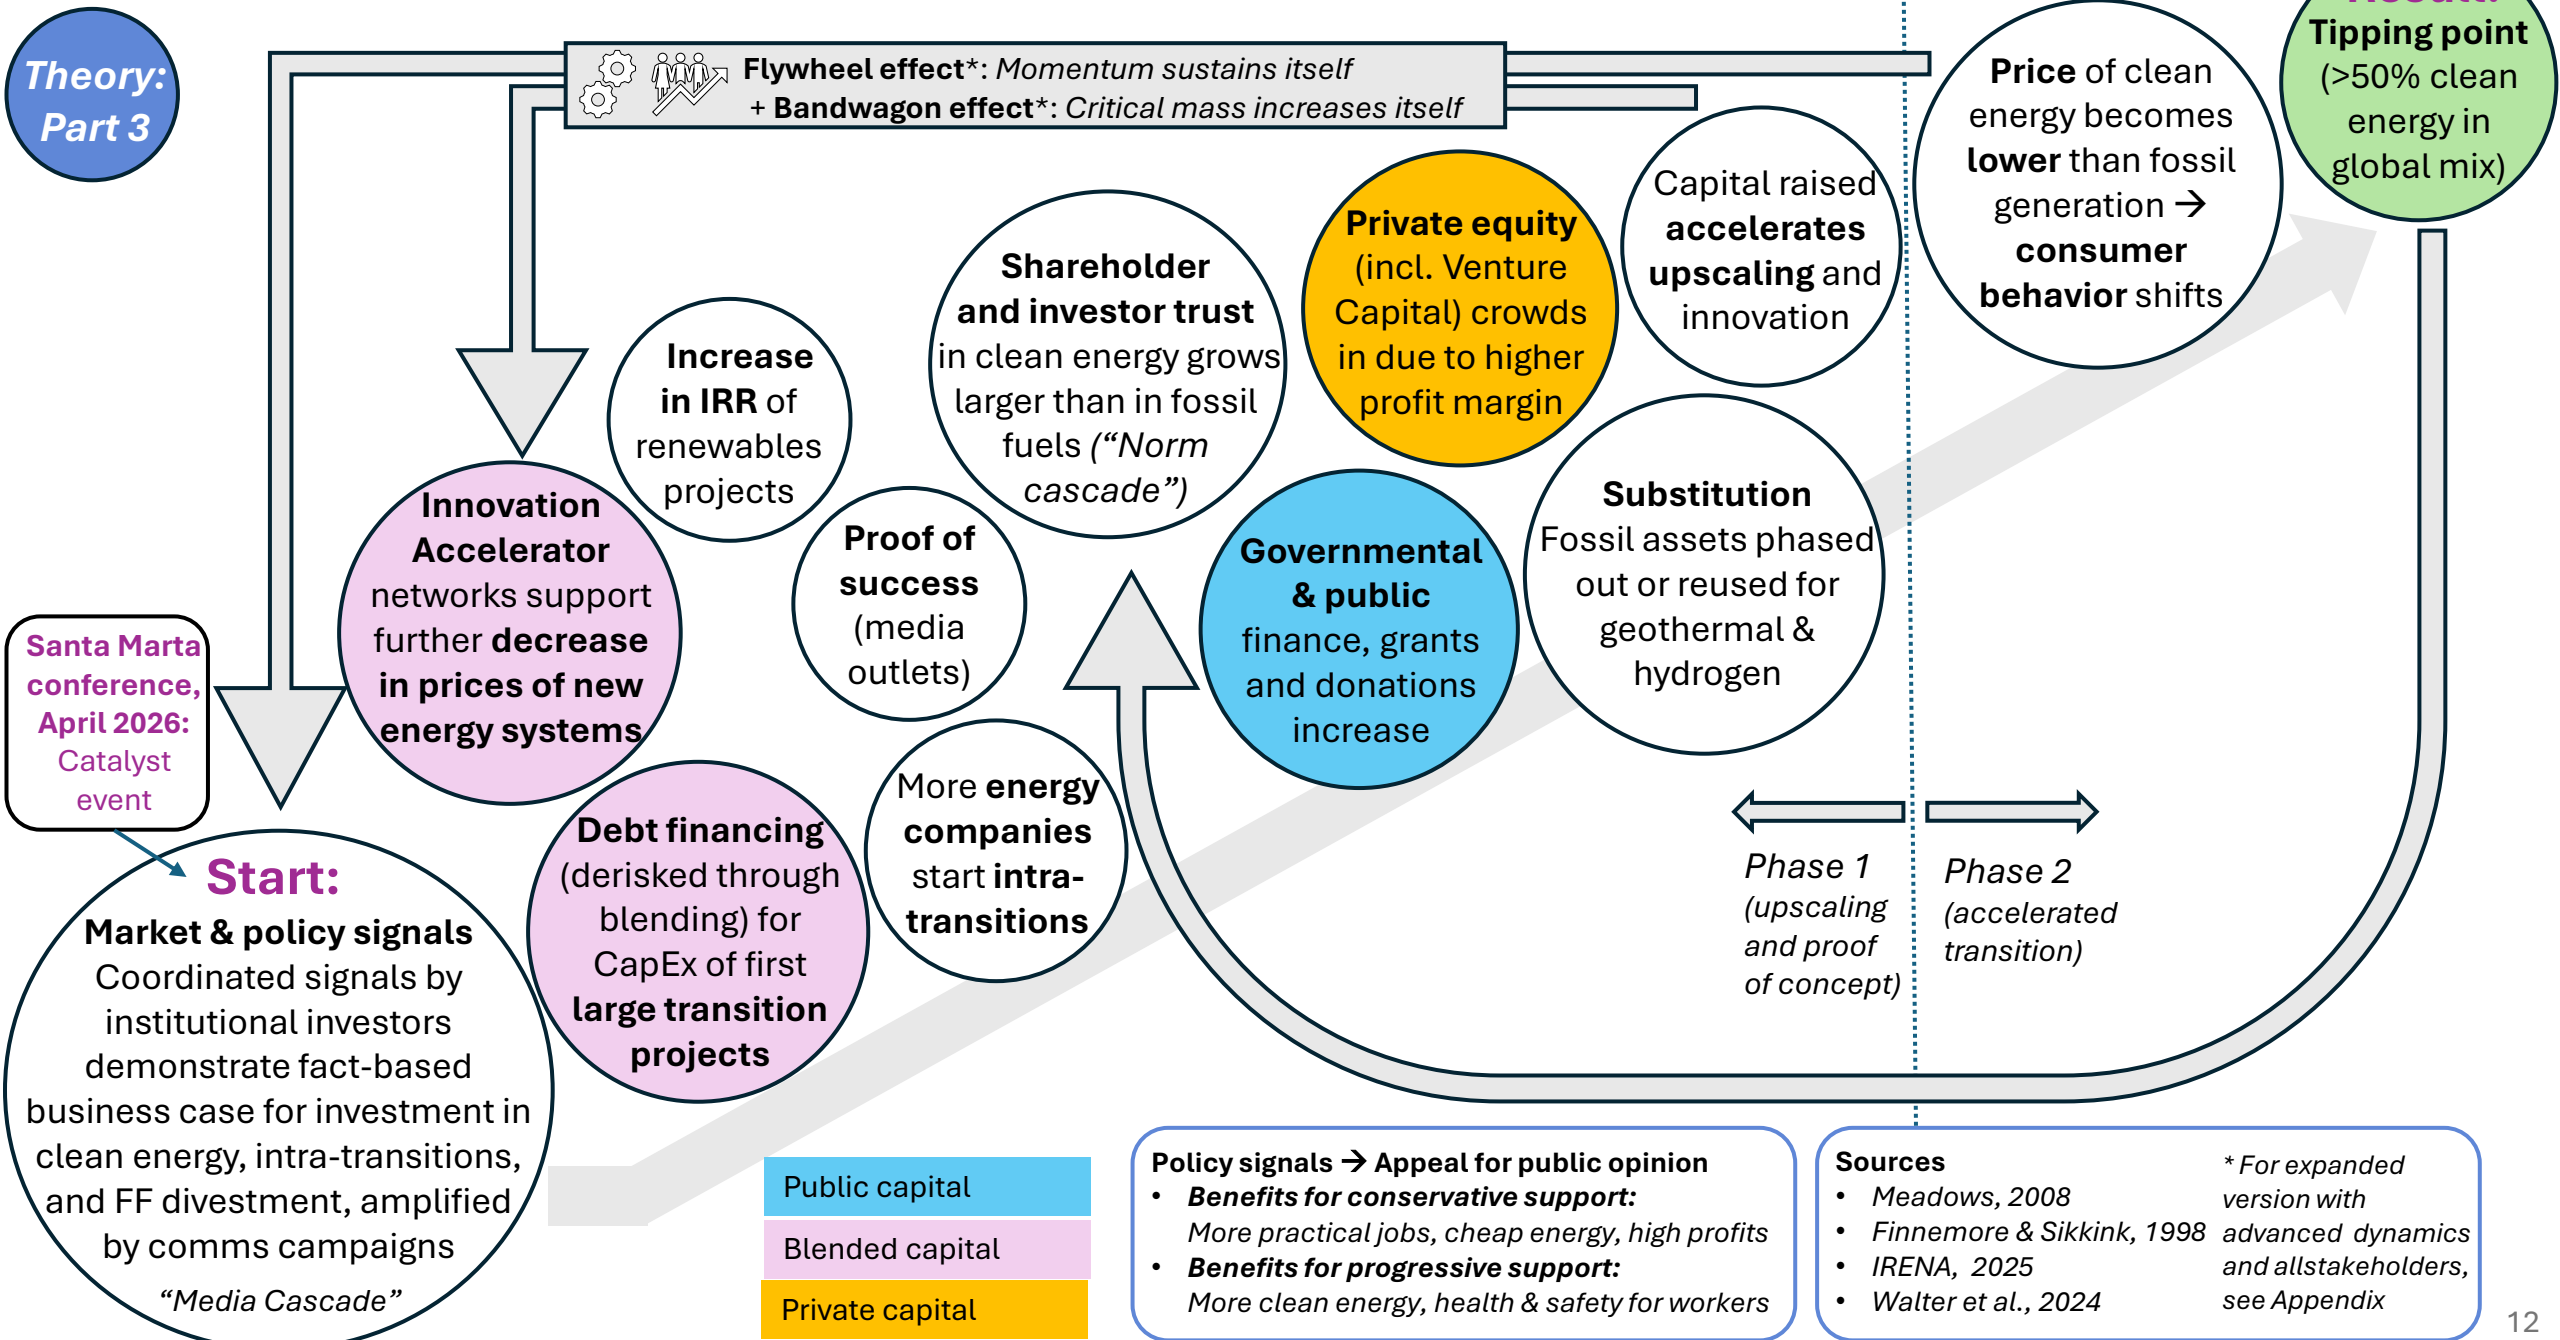 Theory:
Part 3
Flywheel effect*: Momentum sustains itself
+ Bandwagon effect*: Critical mass increases itself
Santa Marta
conference,
April 2026:
Catalyst
event
Start:
Market & policy signals
Coordinated signals by
institutional investors
demonstrate fact-based
business case for investment in
clean energy, intra-transitions,
and FF divestment, amplified
by comms campaigns
“Media Cascade”
Innovation
Accelerator
networks support
further decrease
in prices of new
energy systems
Debt financing
(derisked through
blending) for
CapEx of first
large transition
projects
Increase
in IRR of
renewables
projects
Proof of
success
(media
outlets)
More energy
companies
start intra-
transitions
Shareholder
and investor trust
in clean energy grows
larger than in fossil
fuels (“Norm
cascade”)
Private equity
(incl. Venture
Capital) crowds
in due to higher
profit margin
Governmental
& public
finance, grants
and donations
increase
Capital raised
accelerates
upscaling and
innovation
Substitution
Fossil assets phased
out or reused for
geothermal &
hydrogen
Price of clean
energy becomes
lower than fossil
generation →
consumer
behavior shifts
Result:
Tipping point
(>50% clean
energy in
global mix)
Phase 1
(upscaling
and proof
of concept)
Phase 2
(accelerated
transition)
Public capital
Blended capital
Private capital
Policy signals → Appeal for public opinion
• Benefits for conservative support:
More practical jobs, cheap energy, high profits
• Benefits for progressive support:
More clean energy, health & safety for workers
Sources
• Meadows, 2008
• Finnemore & Sikkink, 1998
• IRENA, 2025
• Walter et al., 2024
* For expanded
version with
advanced dynamics
and allstakeholders,
see Appendix
12